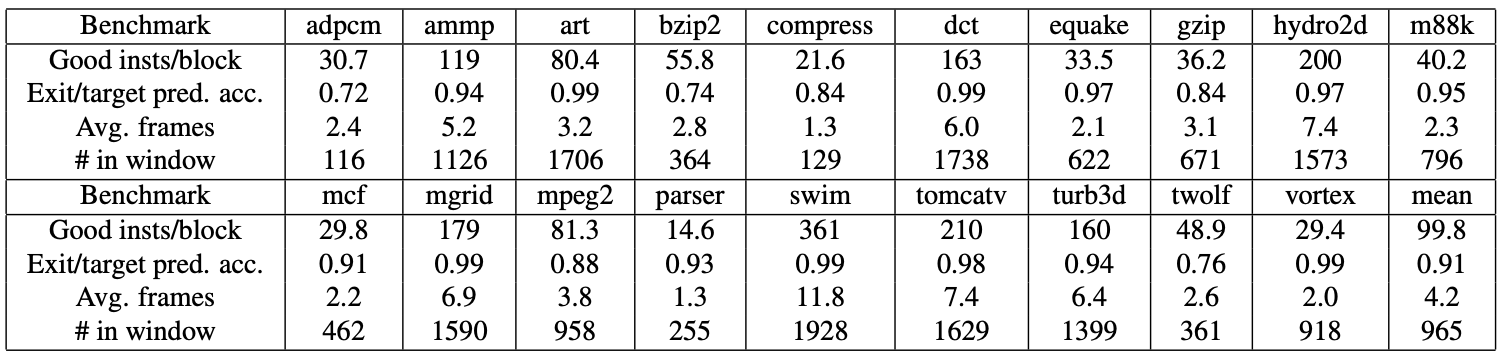 Benchmark adpcm ammp art bzip2 compress dct equake gzip hydro2d m88k
Good insts/block 30.7 119 80.4 55.8 21.6 163 33.5 36.2 200 40.2
Exit/target pred. acc. 0.72 0.94 0.99 0.74 0.84 0.99 0.97 0.84 0.97 0.95
Avg. frames 2.4 5.2 3.2 2.8 1.3 6.0 2.1 3.1 7.4 2.3
# in window 116 1126 1706 364 129 1738 622 671 1573 796
Benchmark mcf mgrid mpeg2 parser swim tomcatv turb3d twolf vortex mean
Good insts/block 29.8 179 81.3 14.6 361 210 160 48.9 29.4 99.8
Exit/target pred. acc. 0.91 0.99 0.88 0.93 0.99 0.98 0.94 0.76 0.99 0.91
Avg. frames 2.2 6.9 3.8 1.3 11.8 7.4 6.4 2.6 2.0 4.2
# in window 462 1590 958 255 1928 1629 1399 361 918 965